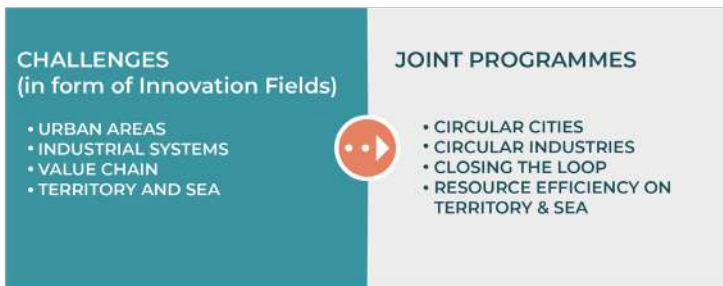 CHALLENGES
(in form of Innovation Fields)
• URBAN AREAS
• INDUSTRIAL SYSTEMS
• VALUE CHAIN
• TERRITORY AND SEA
JOINT PROGRAMMES
• CIRCULAR CITIES
• CIRCULAR INDUSTRIES
• CLOSING THE LOOP
• RESOURCE EFFICIENCY ON
TERRITORY & SEA